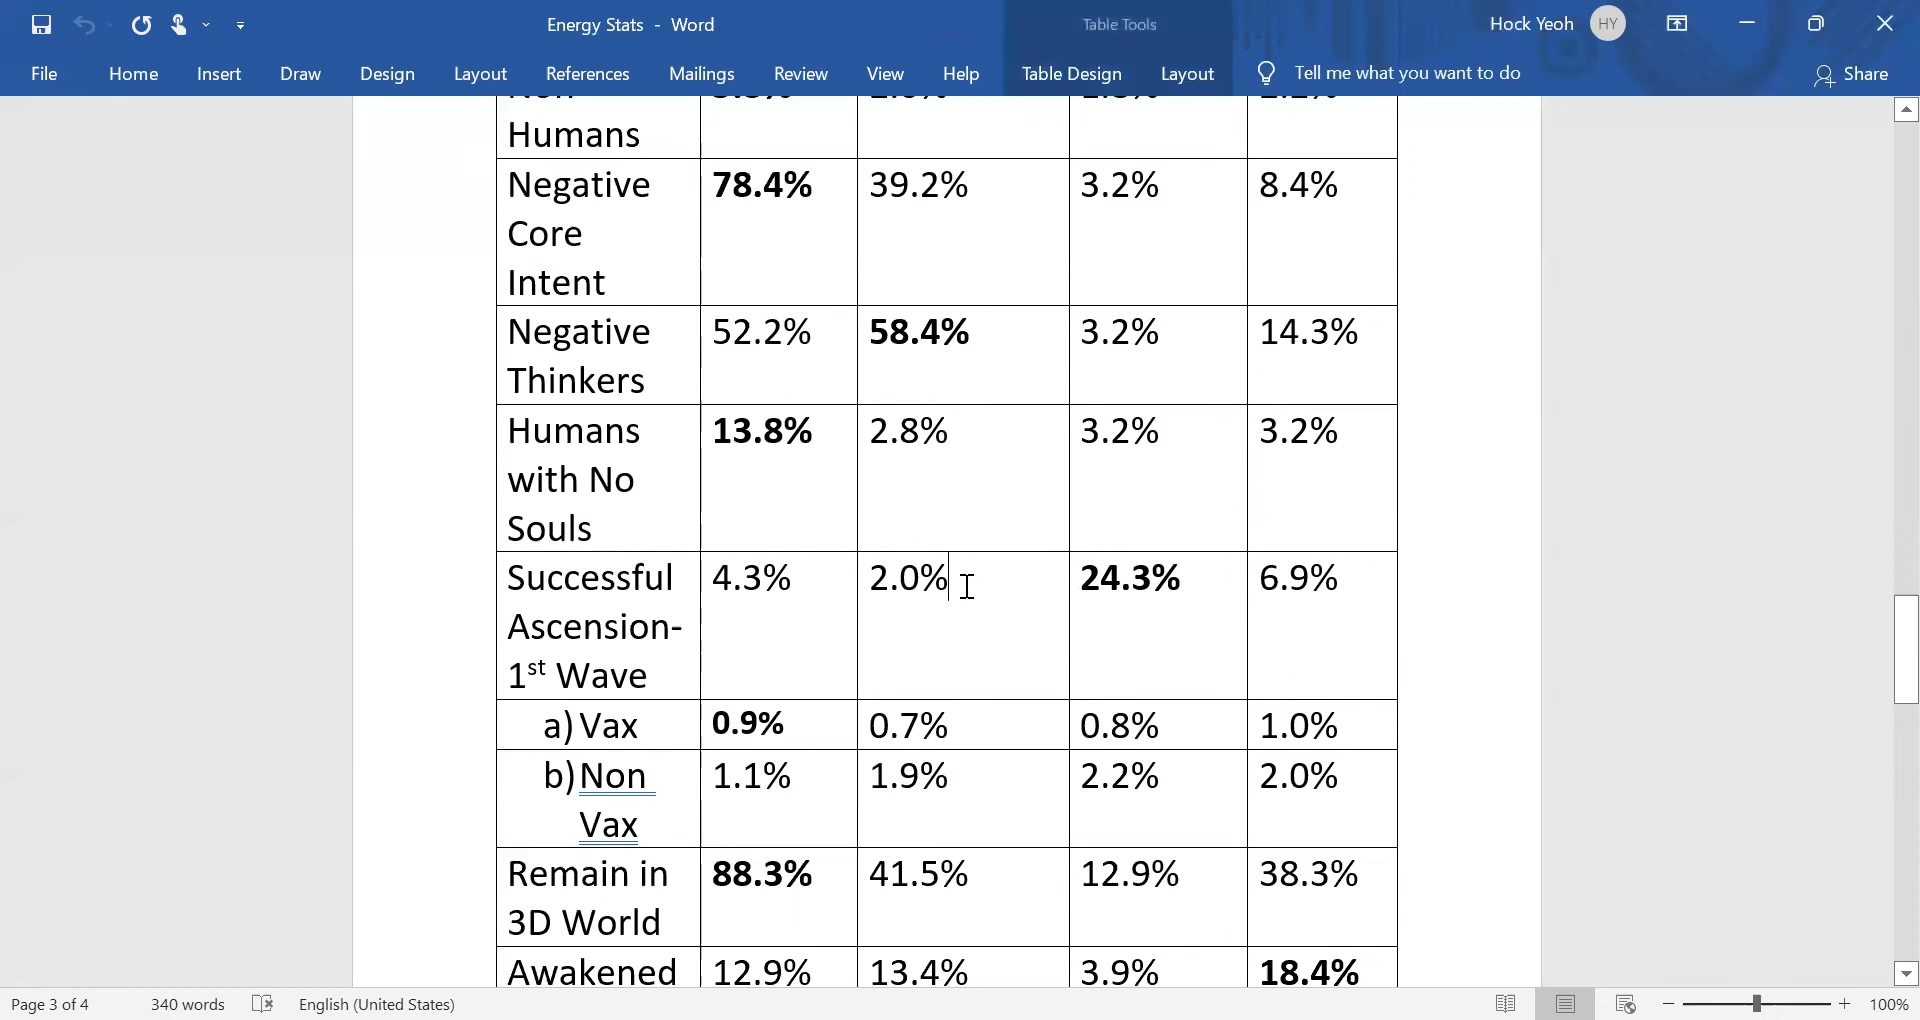 Energy Stats - Word
Table Tools
Hock Yeoh HY
File Home Insert Draw Design Layout References Mailings Review View Help Table Design Layout Tell me what you want to do Share
Humans
Negative 78.4% 39.2% 3.2% 8.4%
Core
Intent
Negative 52.2% 58.4% 3.2% 14.3%
Thinkers
Humans 13.8% 2.8% 3.2% 3.2%
with No
Souls
Successful 4.3% 2.0% 24.3% 6.9%
Ascension-
1st Wave
a) Vax 0.9% 0.7% 0.8% 1.0%
b) Non 1.1% 1.9% 2.2% 2.0%
Vax
Remain in 88.3% 41.5% 12.9% 38.3%
3D World
Awakened 12.9% 13.4% 3.9% 18.4%
Page 3 of 4 340 words English (United States) 100%